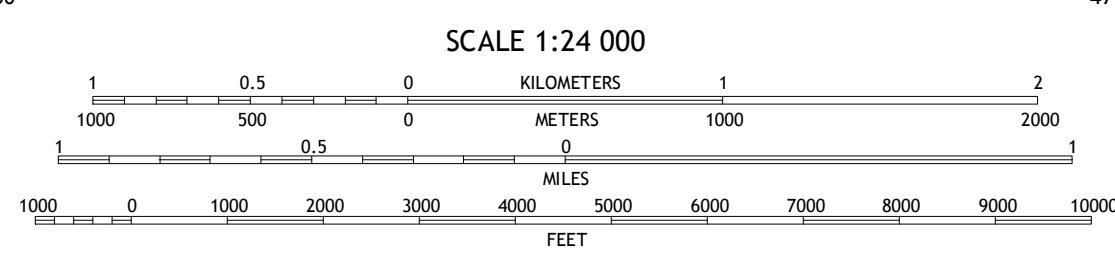 SCALE 1:24 000
1 0.5 0 KILOMETERS 1 2
1000 500 0 METERS 1000 2000
1 0.5 0 1
MILES
1000 0 1000 2000 3000 4000 5000 6000 7000 8000 9000 10000
FEET